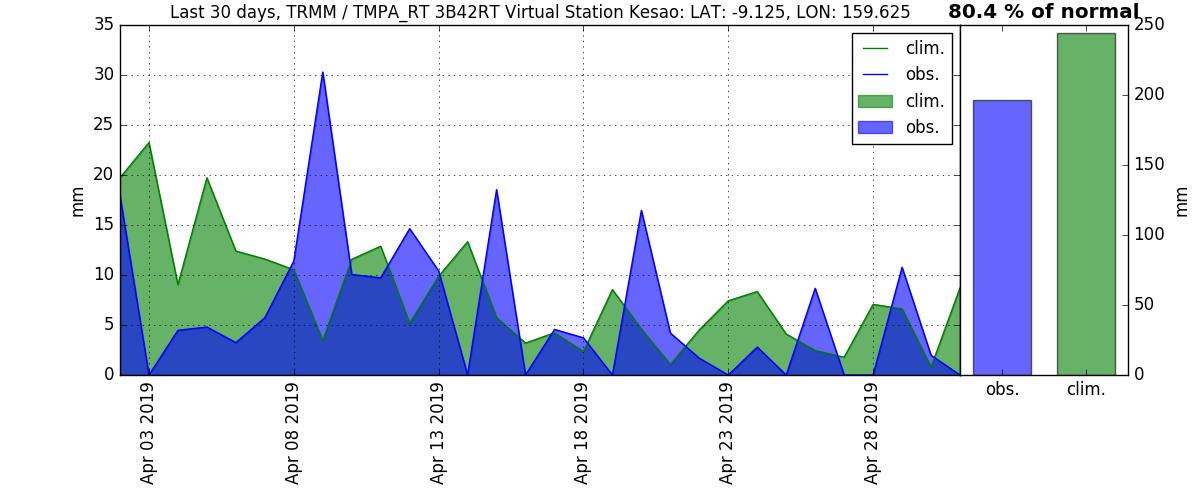 Last 30 days, TRMM / TMPA_RT 3B42RT Virtual Station Kesao: LAT: -9.125, LON: 159.625
80.4 % of normal
35
30
25
20
15
10
5
0
mm
clim.
obs.
clim.
obs.
250
200
150
100
50
0
mm
obs.
clim.
Apr 03 2019
Apr 08 2019
Apr 13 2019
Apr 18 2019
Apr 23 2019
Apr 28 2019